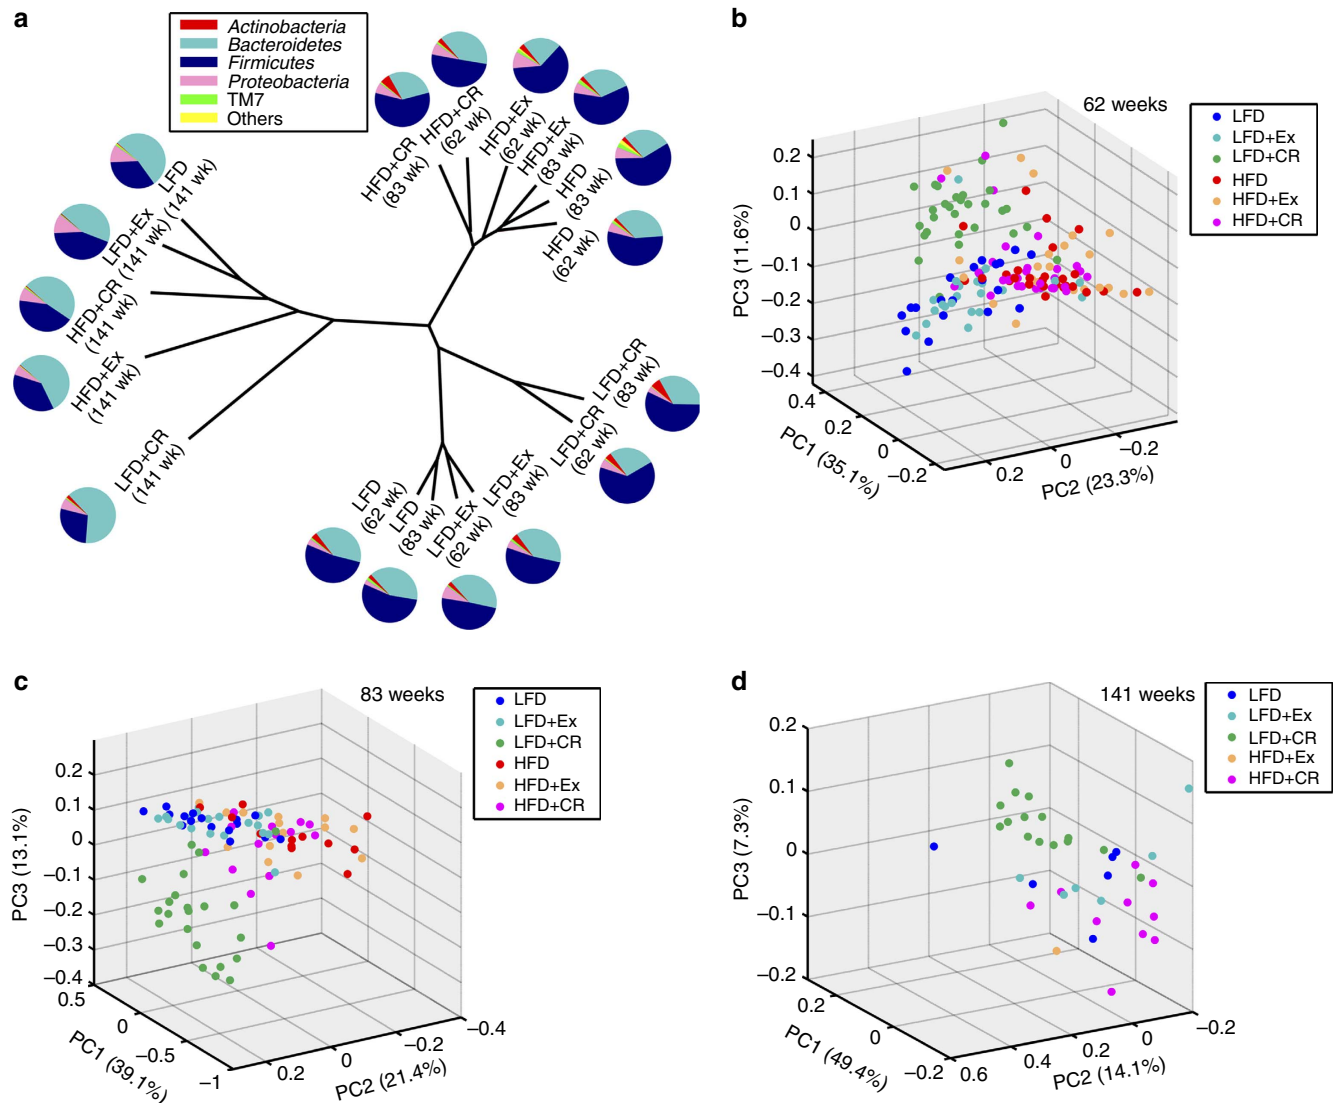 a
Actinobacteria
Bacteroidetes
Firmicutes
Proteobacteria
TM7
Others
HFD+CR
(83 wk)
HFD+CR
(62 wk)
HFD+Ex
(62 wk)
HFD+Ex
(83 wk)
HFD
(83 wk)
HFD
(62 wk)
LFD
(141 wk)
LFD+Ex
(141 wk)
HFD+CR
(141 wk)
HFD+Ex
(141 wk)
LFD+CR
(141 wk)
LFD
(62 wk)
LFD
(83 wk)
LFD+Ex
(62 wk)
LFD+Ex
(83 wk)
LFD+CR
(62 wk)
LFD+CR
(83 wk)
b
62 weeks
LFD
LFD+Ex
LFD+CR
HFD
HFD+Ex
HFD+CR
PC3 (11.6%)
0.2
0.1
0
–0.1
–0.2
–0.3
–0.4
0.4
0.2
0
–0.2
PC1 (35.1%)
0.2
0
–0.2
PC2 (23.3%)
c
83 weeks
LFD
LFD+Ex
LFD+CR
HFD
HFD+Ex
HFD+CR
PC3 (13.1%)
0.2
0.1
0
–0.1
–0.2
–0.3
–0.4
0.5
0
–0.5
–1
PC1 (39.1%)
0.2
0
–0.2
–0.4
PC2 (21.4%)
d
141 weeks
LFD
LFD+Ex
LFD+CR
HFD+Ex
HFD+CR
PC3 (7.3%)
0.2
0.1
0
–0.1
–0.2
0.2
0
–0.2
PC1 (49.4%)
0.6
0.4
0.2
0
–0.2
PC2 (14.1%)